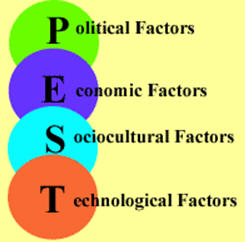 Political Factors
Economic Factors
Sociocultural Factors
Technological Factors